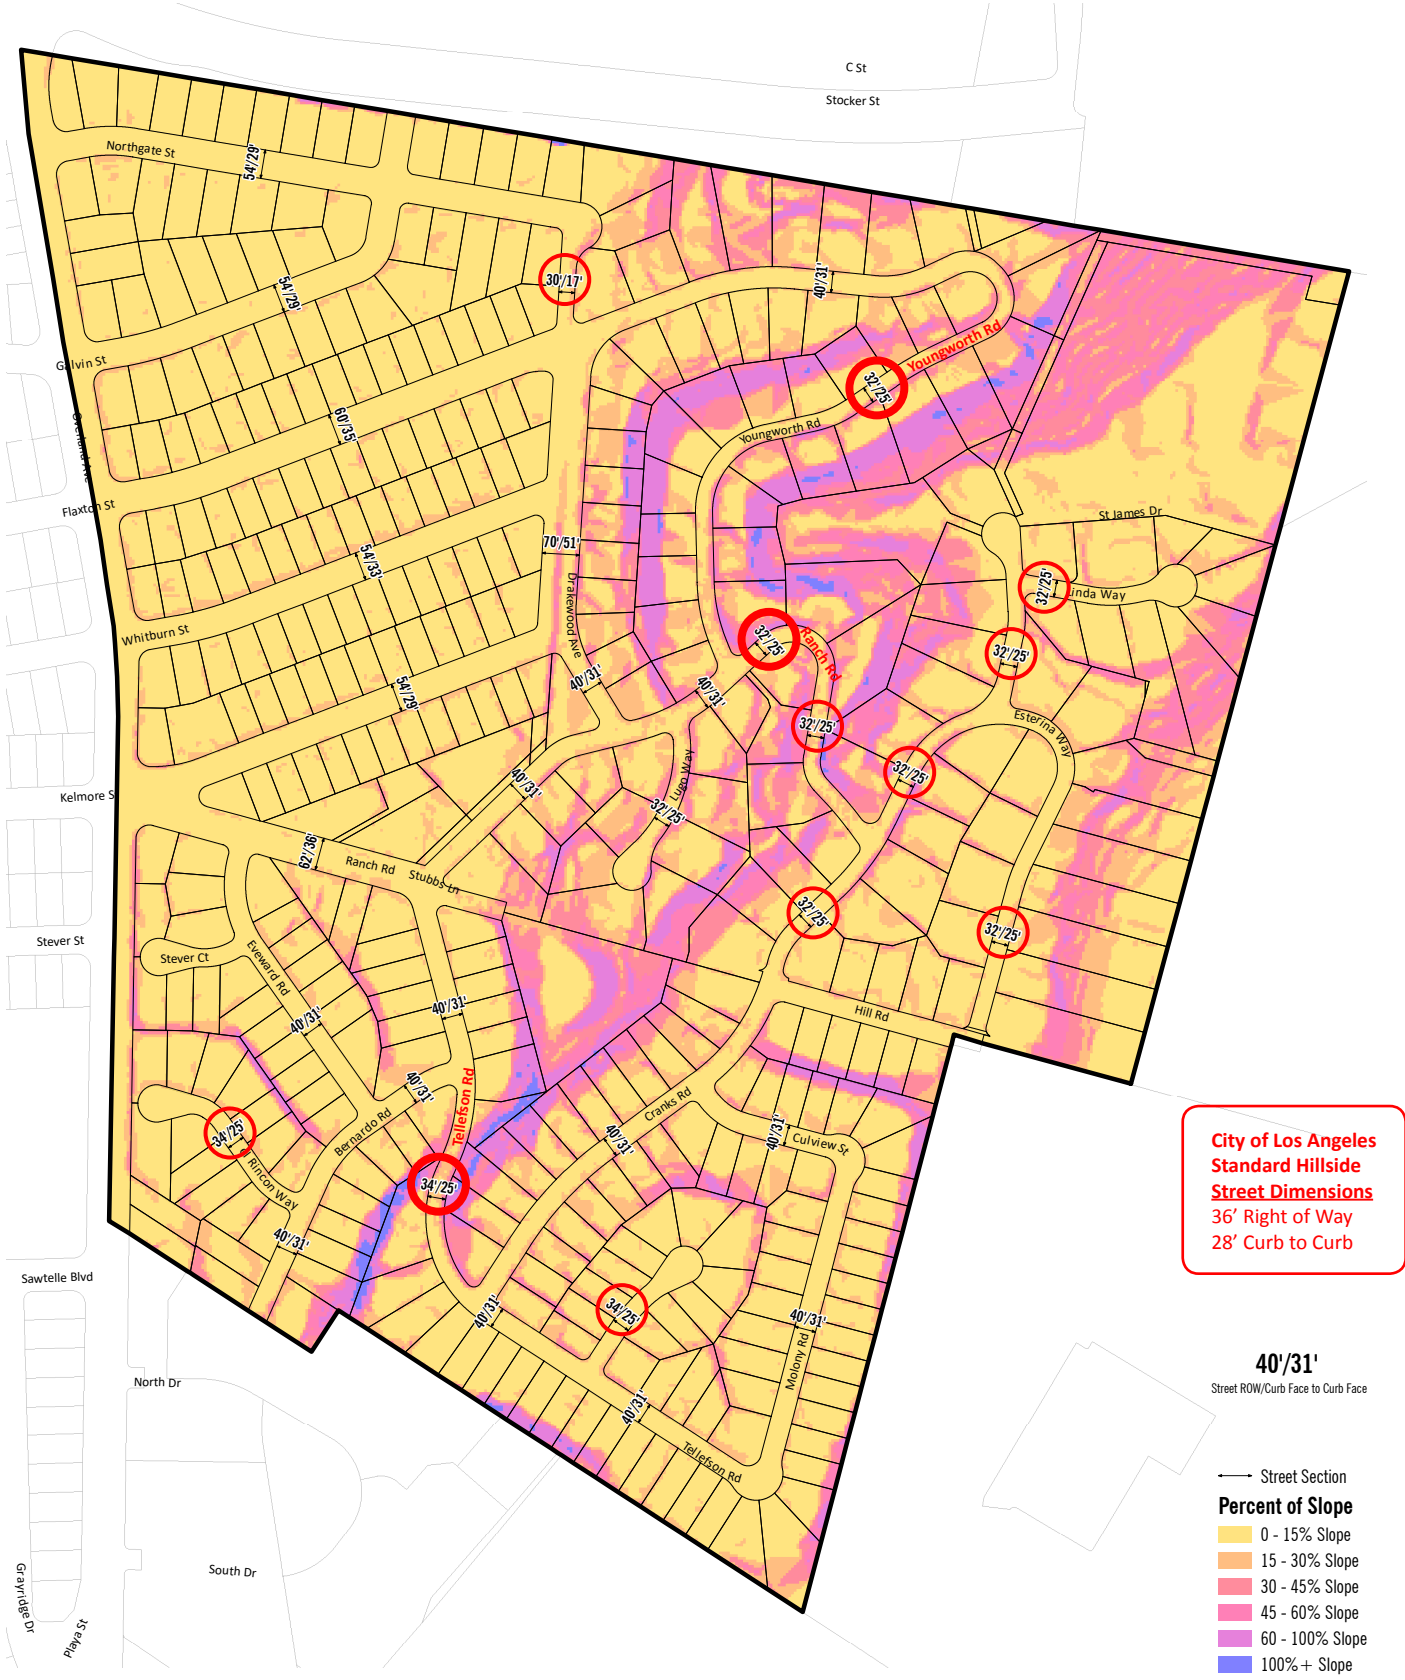 C St
Stocker St
Northgate St
54'/29'
30'/17'
40'/31'
54'/29'
Galvin St
Youngworth Rd
32'/25'
Overland Ave
60'/35'
Youngworth Rd
Flaxton St
St James Dr
70'/51'
54'/33'
32'/25'
Linda Way
Drakewood Ave
Whitburn St
32'/25'
Ranch Rd
32'/25'
40'/31'
40'/31'
54'/29'
Esterina Way
32'/25'
Lugo Way
32'/25'
40'/31'
Kelmore S
32'/25'
62'/36'
Ranch Rd
Stubbs Ln
32'/25'
32'/25'
Stever St
Stever Ct
Eveward Rd
40'/31'
40'/31'
Hill Rd
40'/31'
Tellefson Rd
Cranks Rd
34'/25'
Bernardo Rd
40'/31'
40'/31'
Culview St
Rincon Way
34'/25'
40'/31'
City of Los Angeles
Standard Hillside
Street Dimensions
36' Right of Way
28' Curb to Curb
Sawtelle Blvd
40'/31'
34'/25'
40'/31'
Molony Rd
North Dr
40'/31'
Street ROW/Curb Face to Curb Face
40'/31'
Tellefson Rd
Street Section
Percent of Slope
0 - 15% Slope
15 - 30% Slope
30 - 45% Slope
45 - 60% Slope
60 - 100% Slope
100%+ Slope
South Dr
Grayridge Dr
Playa St